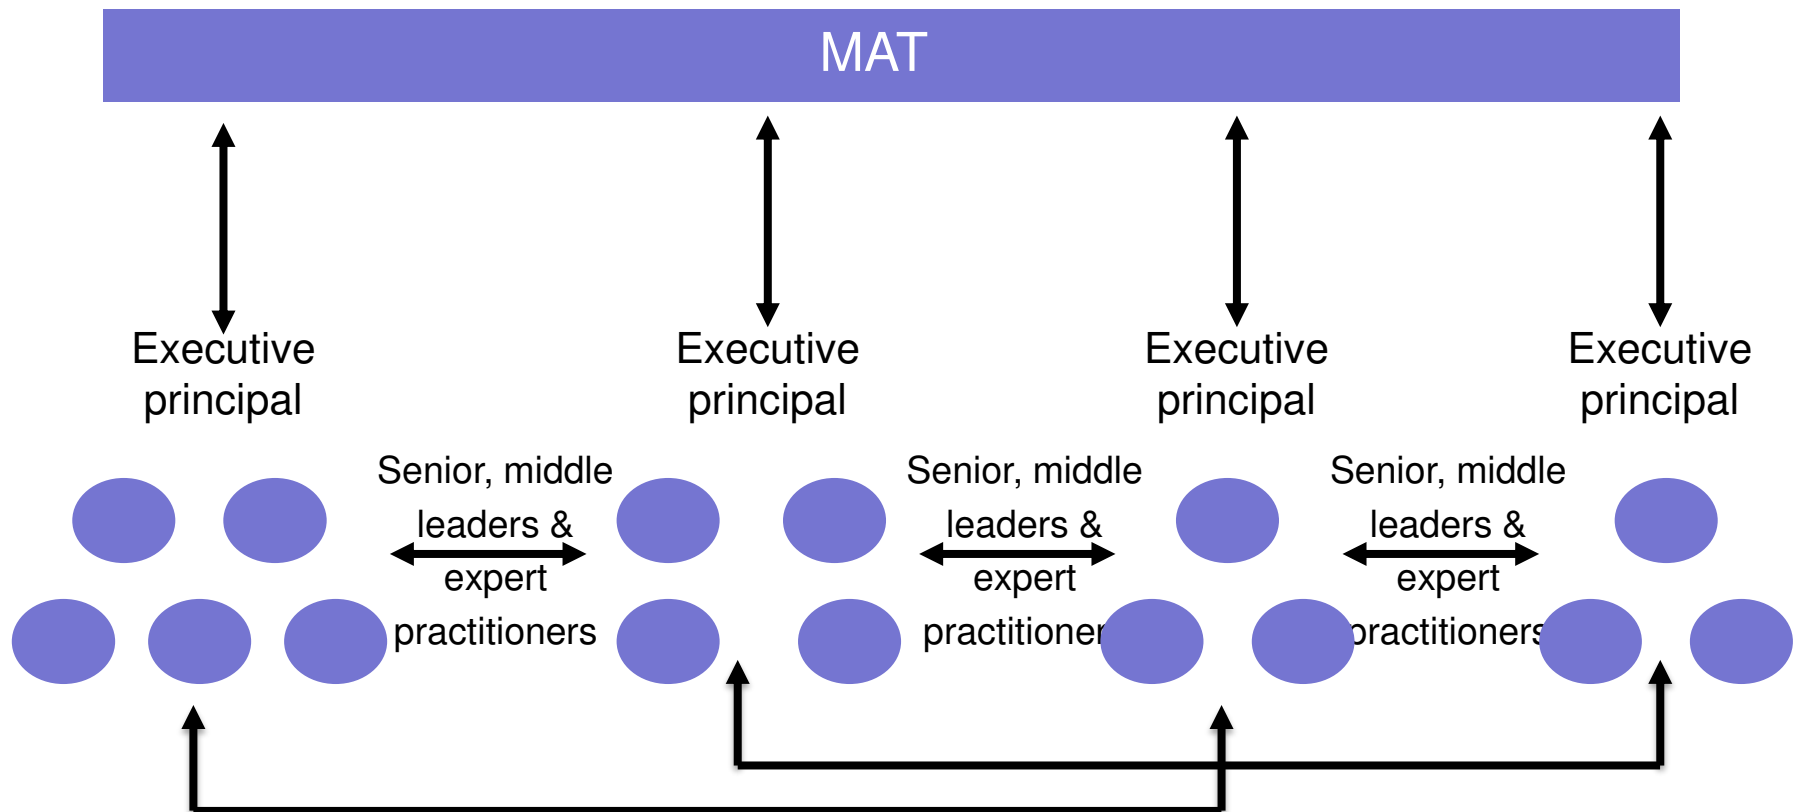 MAT
Executive
principal
Executive
principal
Executive
principal
Executive
principal
Senior, middle
leaders &
expert
practitioners
Senior, middle
leaders &
expert
practitioner
Senior, middle
leaders &
expert
practitioners